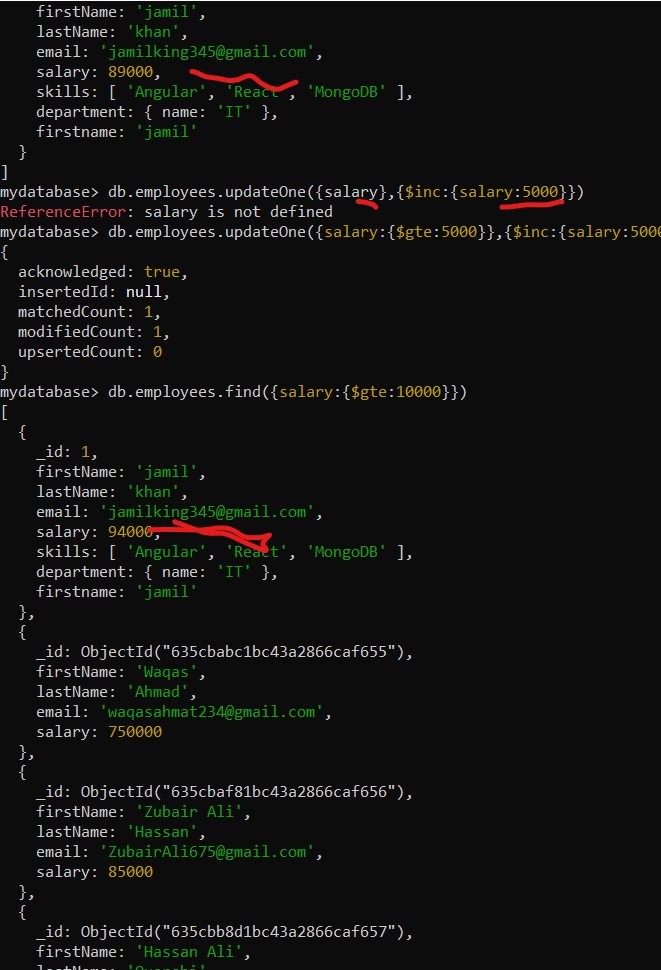 firstName: 'jamil',
lastName: 'khan',
email: 'jamilking345@gmail.com',
salary: 89000,
skills: [ 'Angular', 'React', 'MongoDB' ],
department: { name: 'IT' },
firstname: 'jamil'
}
]
mydatabase> db.employees.updateOne({salary},{$inc:{salary:5000}})
ReferenceError: salary is not defined
mydatabase> db.employees.updateOne({salary:{$gte:5000}},{$inc:{salary:5000
{
acknowledged: true,
insertedId: null,
matchedCount: 1,
modifiedCount: 1,
upsertedCount: 0
}
mydatabase> db.employees.find({salary:{$gte:10000}})
[
{
_id: 1,
firstName: 'jamil',
lastName: 'khan',
email: 'jamilking345@gmail.com',
salary: 94000,
skills: [ 'Angular', 'React', 'MongoDB' ],
department: { name: 'IT' },
firstname: 'jamil'
},
{
_id: ObjectId("635cbabc1bc43a2866caf655"),
firstName: 'Waqas',
lastName: 'Ahmad',
email: 'waqasahmat234@gmail.com',
salary: 750000
},
{
_id: ObjectId("635cbaf81bc43a2866caf656"),
firstName: 'Zubair Ali',
lastName: 'Hassan',
email: 'ZubairAli675@gmail.com',
salary: 85000
},
{
_id: ObjectId("635cbb8d1bc43a2866caf657"),
firstName: 'Hassan Ali',
lastName: